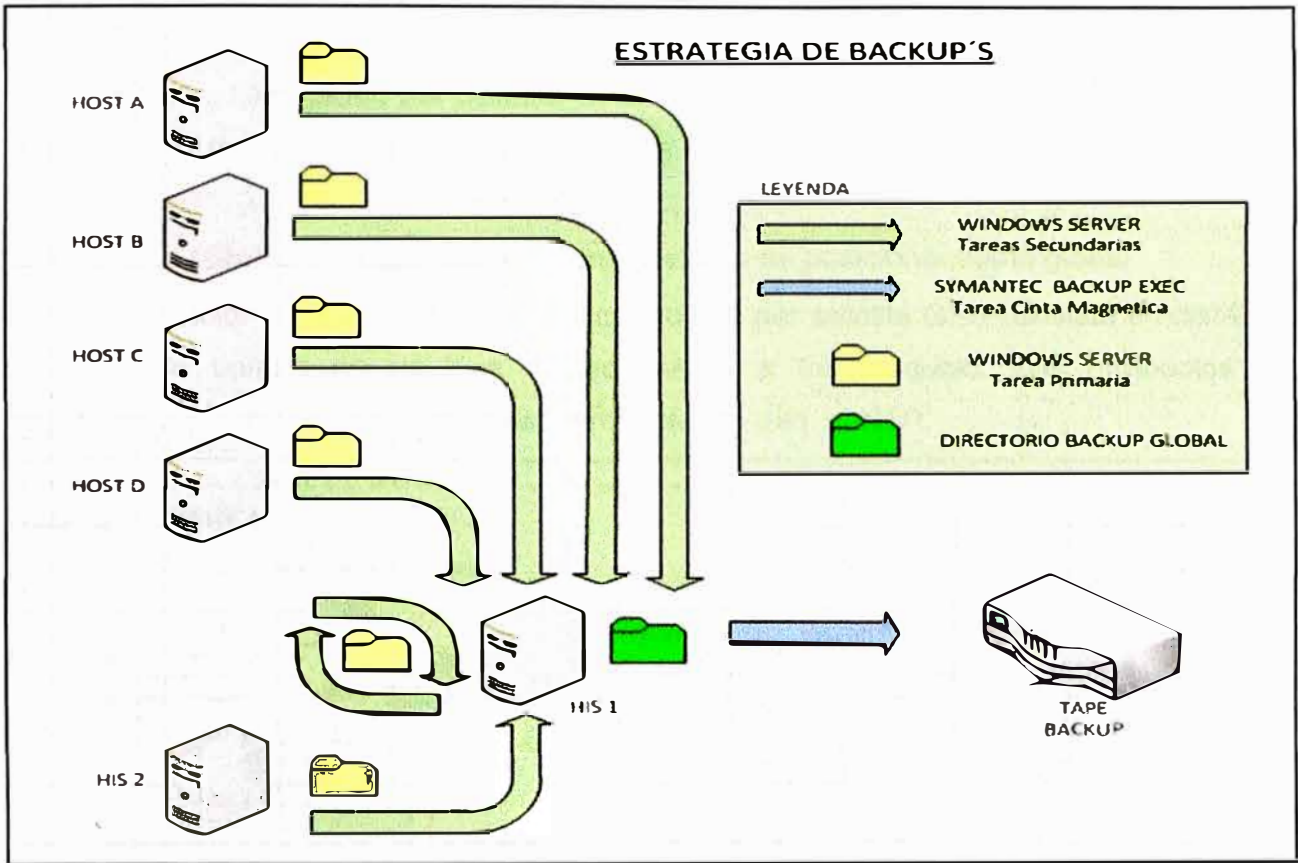 ESTRATEGIA DE BACKUP´S
HOST A
HOST B
HOST C
HOST D
HIS 1
HIS 2
LEYENDA
WINDOWS SERVER
Tareas Secundarias
SYMANTEC BACKUP EXEC
Tarea Cinta Magnetica
WINDOWS SERVER
Tarea Primaria
DIRECTORIO BACKUP GLOBAL
TAPE
BACKUP